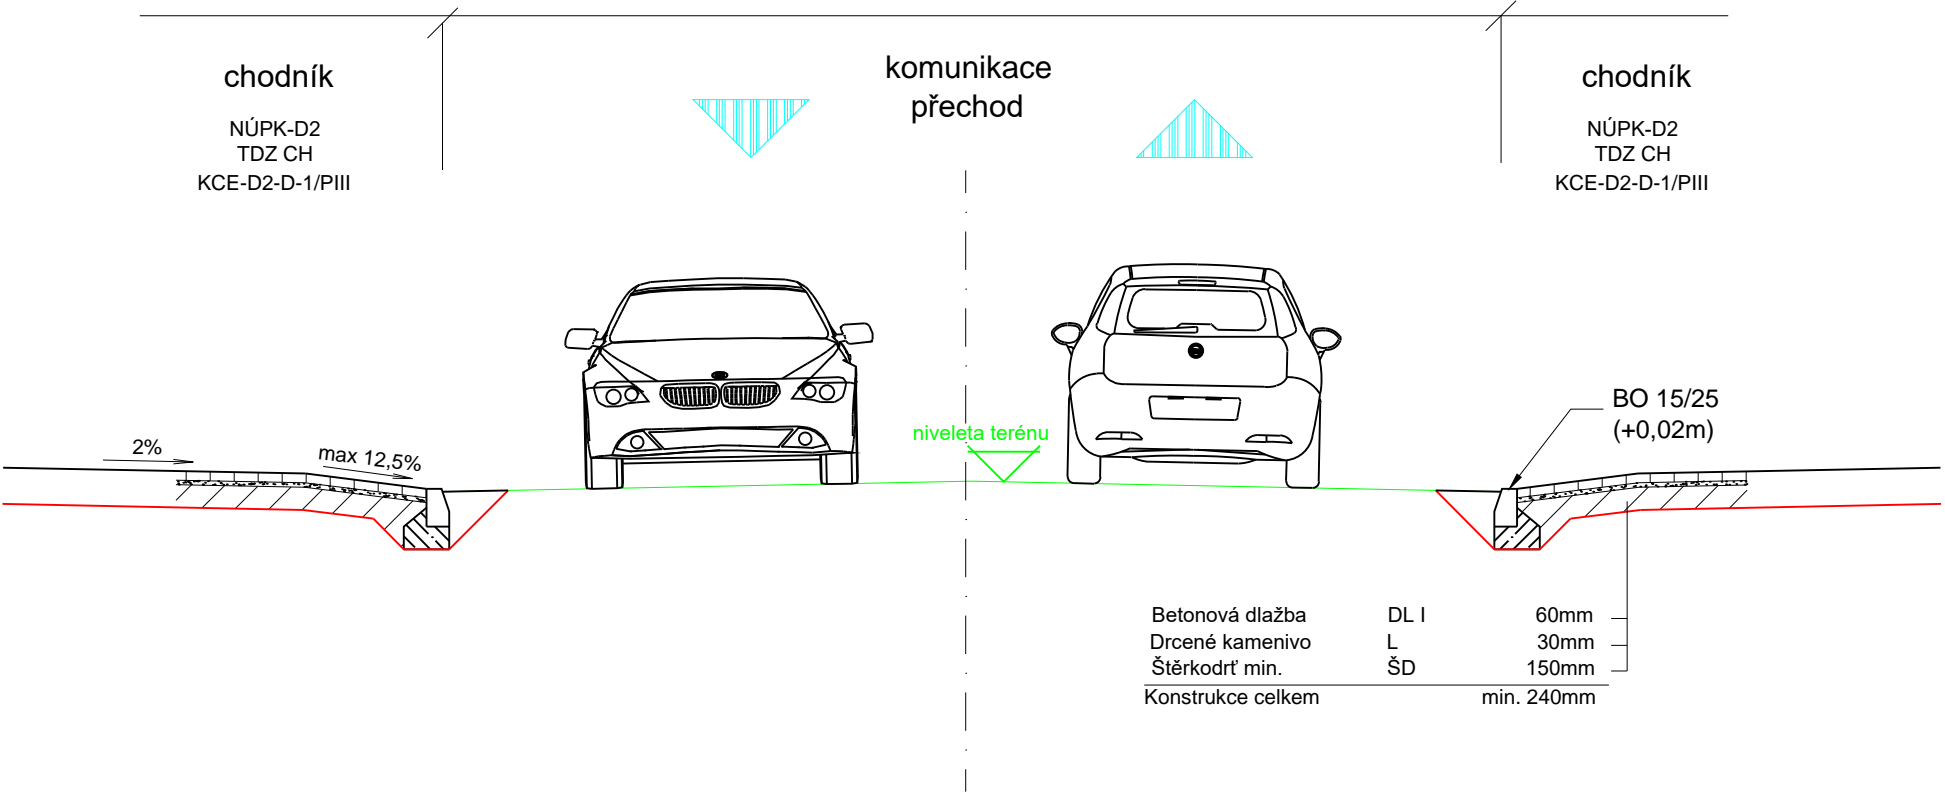 chodník
NÚPK-D2
TDZ CH
KCE-D2-D-1/PIII
komunikace
přechod
chodník
NÚPK-D2
TDZ CH
KCE-D2-D-1/PIII
2%
max 12,5%
niveleta terénu
BO 15/25
(+0,02m)
Betonová dlažba DL I 60mm
Drcené kamenivo L 30mm
Štěrkodrť min. ŠD 150mm
Konstrukce celkem min. 240mm